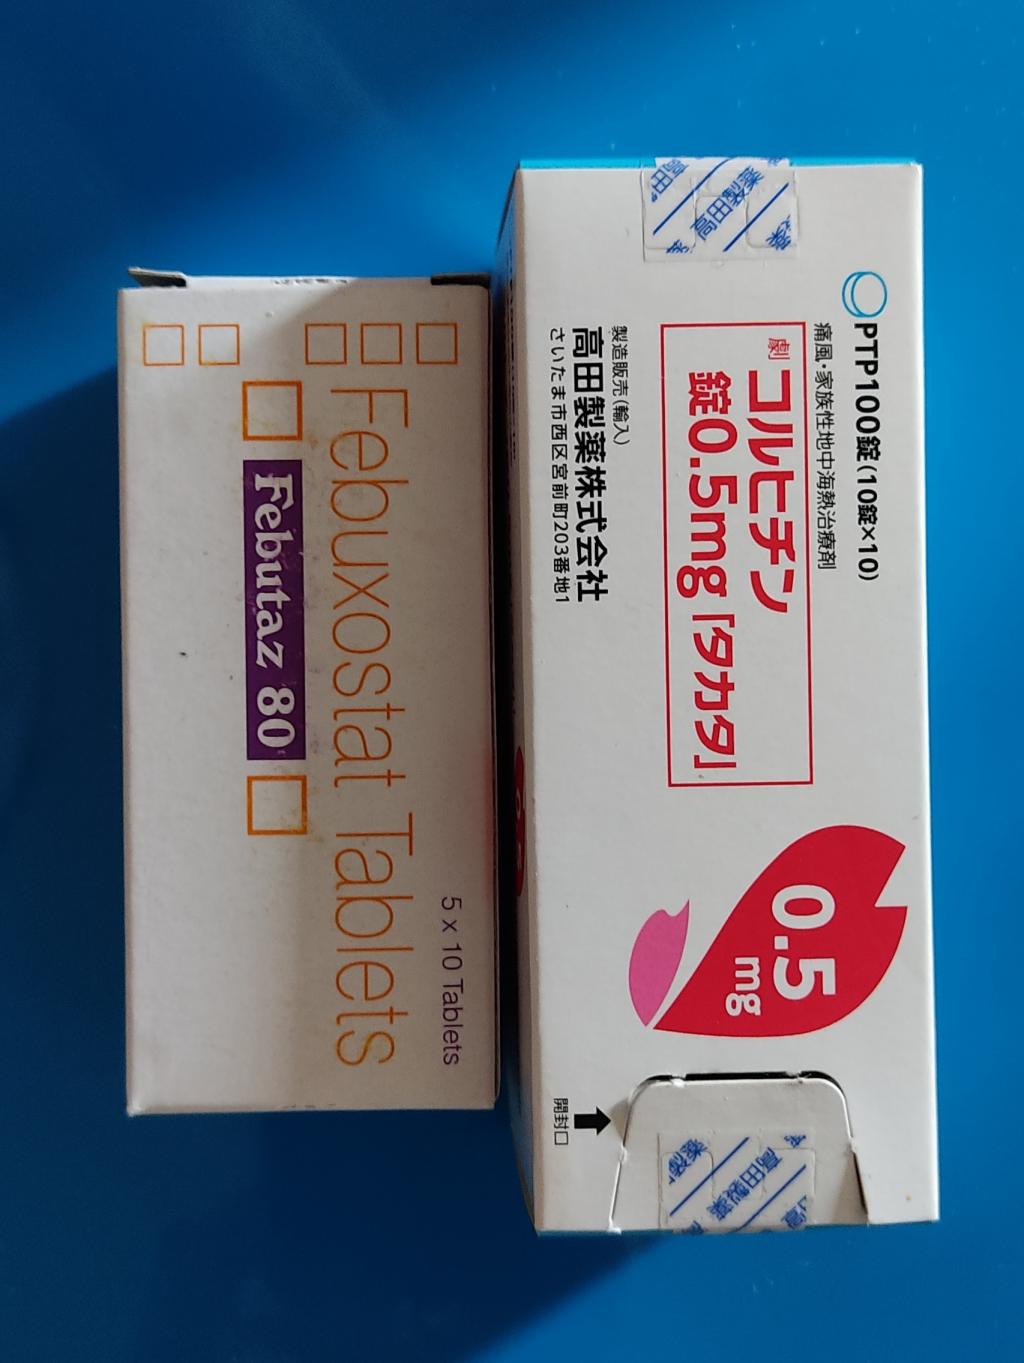 Febuxostat Tablets
Febutaz 80
5 x 10 Tablets
PTP100錠(10錠×10)
痛風・家族性地中海熱治療剤
劇
コルヒチン
錠0.5mg「タカタ」
製造販売(輸入)
高田製薬株式会社
さいたま市西区宮前町203番地1
0.5
mg
開封口
高田製薬
高田製薬